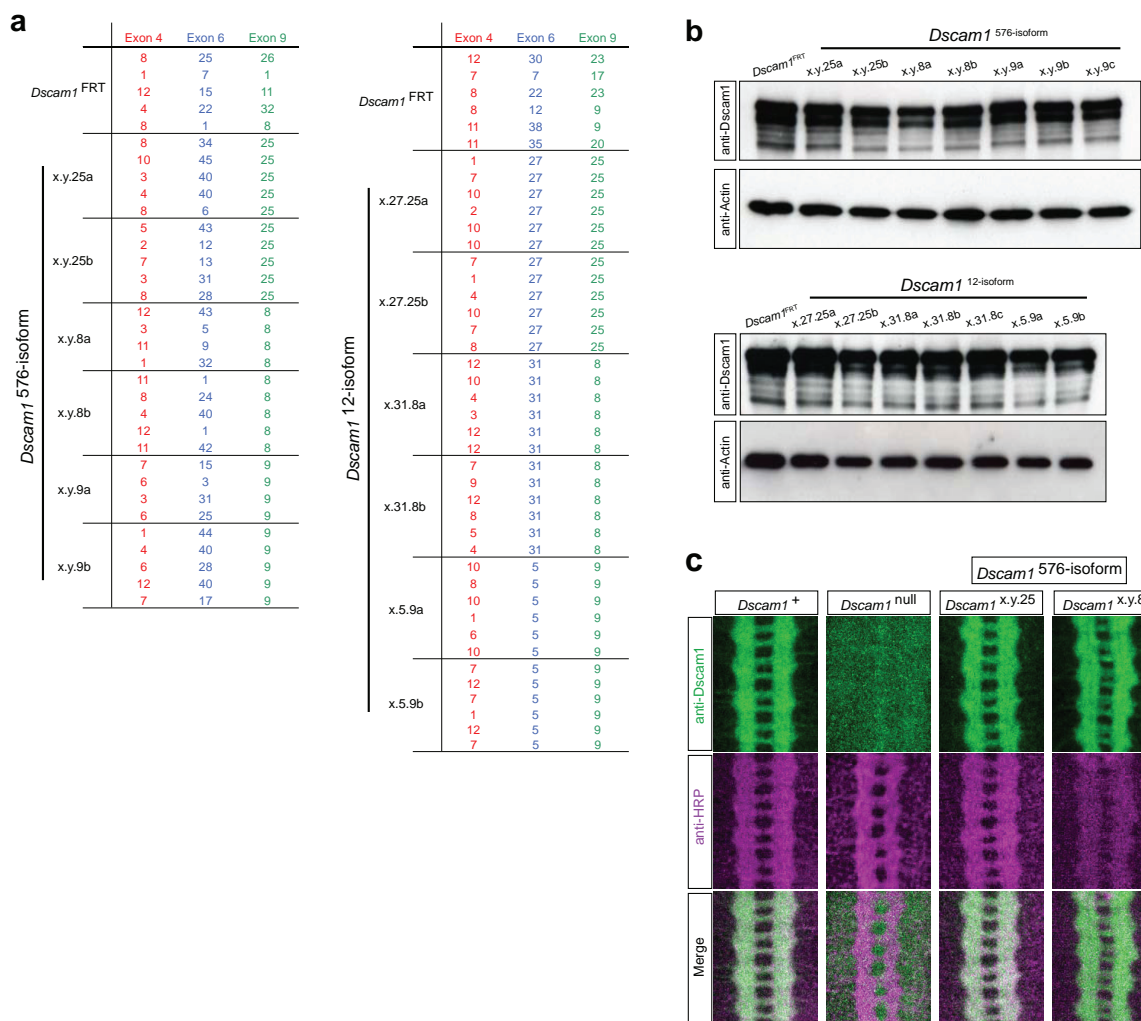 a
Exon 4 Exon 6 Exon 9
Dscam1 FRT
8 25 26
1 7 1
12 15 11
4 22 32
8 1 8
Dscam1 576-isoform
x.y.25a
8 34 25
10 45 25
3 40 25
4 40 25
8 6 25
x.y.25b
5 43 25
2 12 25
7 13 25
3 31 25
8 28 25
x.y.8a
12 43 8
3 5 8
11 9 8
1 32 8
x.y.8b
11 1 8
8 24 8
4 40 8
12 1 8
11 42 8
x.y.9a
7 15 9
6 3 9
3 31 9
6 25 9
x.y.9b
1 44 9
4 40 9
6 28 9
12 40 9
7 17 9
Exon 4 Exon 6 Exon 9
Dscam1 FRT
12 30 23
7 7 17
8 22 23
8 12 9
11 38 9
11 35 20
Dscam1 12-isoform
x.27.25a
1 27 25
7 27 25
10 27 25
2 27 25
10 27 25
10 27 25
x.27.25b
7 27 25
1 27 25
4 27 25
10 27 25
7 27 25
8 27 25
x.31.8a
12 31 8
10 31 8
4 31 8
3 31 8
12 31 8
12 31 8
x.31.8b
7 31 8
9 31 8
12 31 8
8 31 8
5 31 8
4 31 8
x.5.9a
10 5 9
8 5 9
10 5 9
1 5 9
6 5 9
10 5 9
x.5.9b
7 5 9
12 5 9
7 5 9
1 5 9
12 5 9
7 5 9
b
Dscam1 576-isoform
Dscam1FRT x.y.25a x.y.25b x.y.8a x.y.8b x.y.9a x.y.9b x.y.9c
anti-Dscam1
anti-Actin
Dscam1 12-isoform
Dscam1FRT x.27.25a x.27.25b x.31.8a x.31.8b x.31.8c x.5.9a x.5.9b
anti-Dscam1
anti-Actin
c
Dscam1 576-isoform
Dscam1 + Dscam1 null Dscam1 x.y.25 Dscam1 x.y.8
anti-Dscam1
anti-HRP
Merge